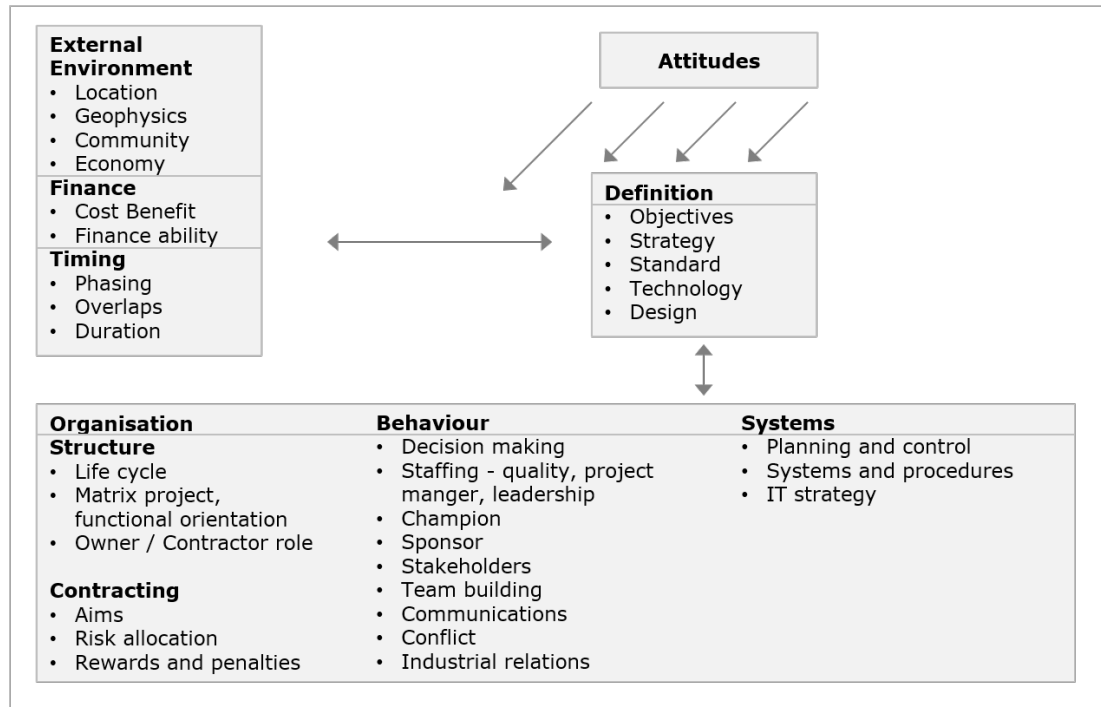 External
Environment
• Location
• Geophysics
• Community
• Economy
Finance
• Cost Benefit
• Finance ability
Timing
• Phasing
• Overlaps
• Duration
Attitudes
Definition
• Objectives
• Strategy
• Standard
• Technology
• Design
Organisation
Structure
• Life cycle
• Matrix project,
functional orientation
• Owner / Contractor role
Contracting
• Aims
• Risk allocation
• Rewards and penalties
Behaviour
• Decision making
• Staffing - quality, project
manger, leadership
• Champion
• Sponsor
• Stakeholders
• Team building
• Communications
• Conflict
• Industrial relations
Systems
• Planning and control
• Systems and procedures
• IT strategy